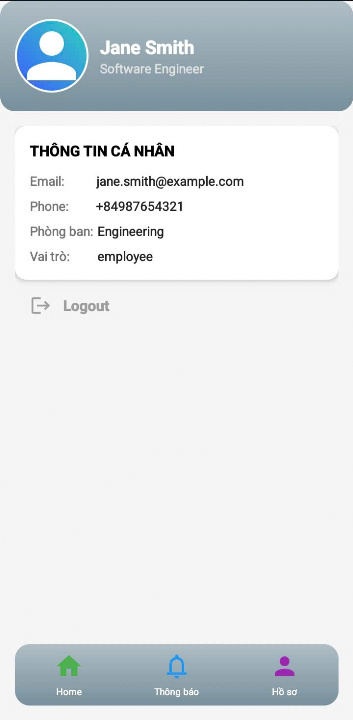 Jane Smith
Software Engineer
THÔNG TIN CÁ NHÂN
Email: jane.smith@example.com
Phone: +84987654321
Phòng ban: Engineering
Vai trò: employee
Logout
Home Thông báo Hồ sơ